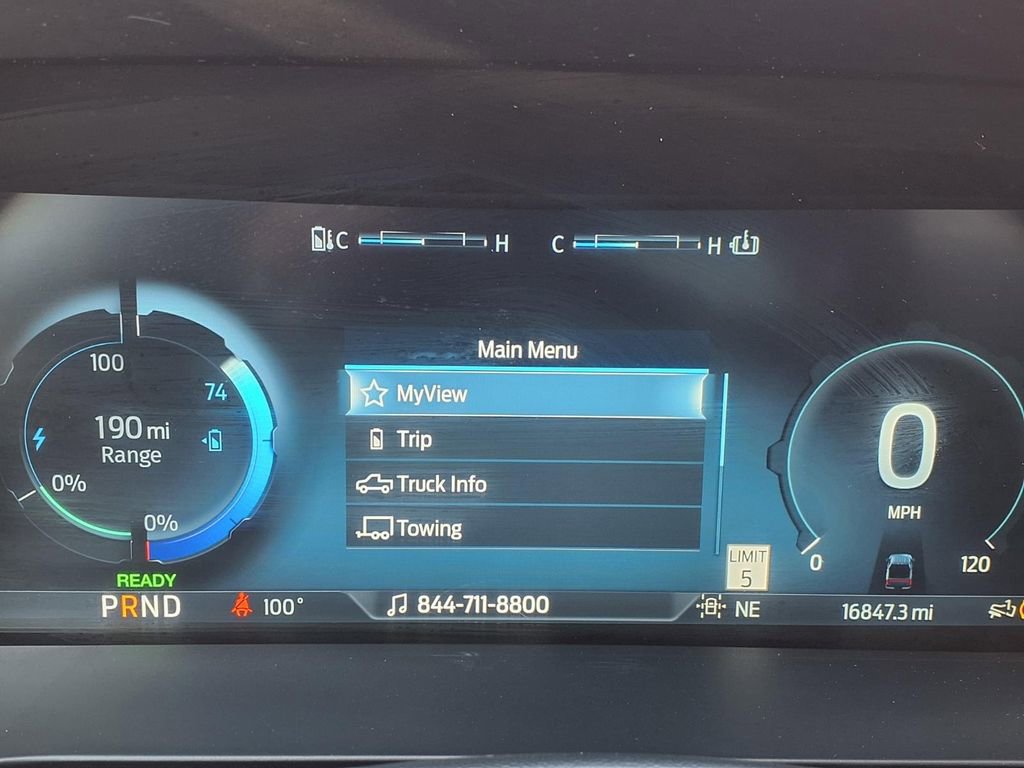 C H C H
Main Menu
MyView
Trip
Truck Info
Towing
100
74
190 mi
Range
0%
0%
READY
PRND
100°
844-711-8800
LIMIT
5
NE
0
MPH
0
120
16847.3 mi